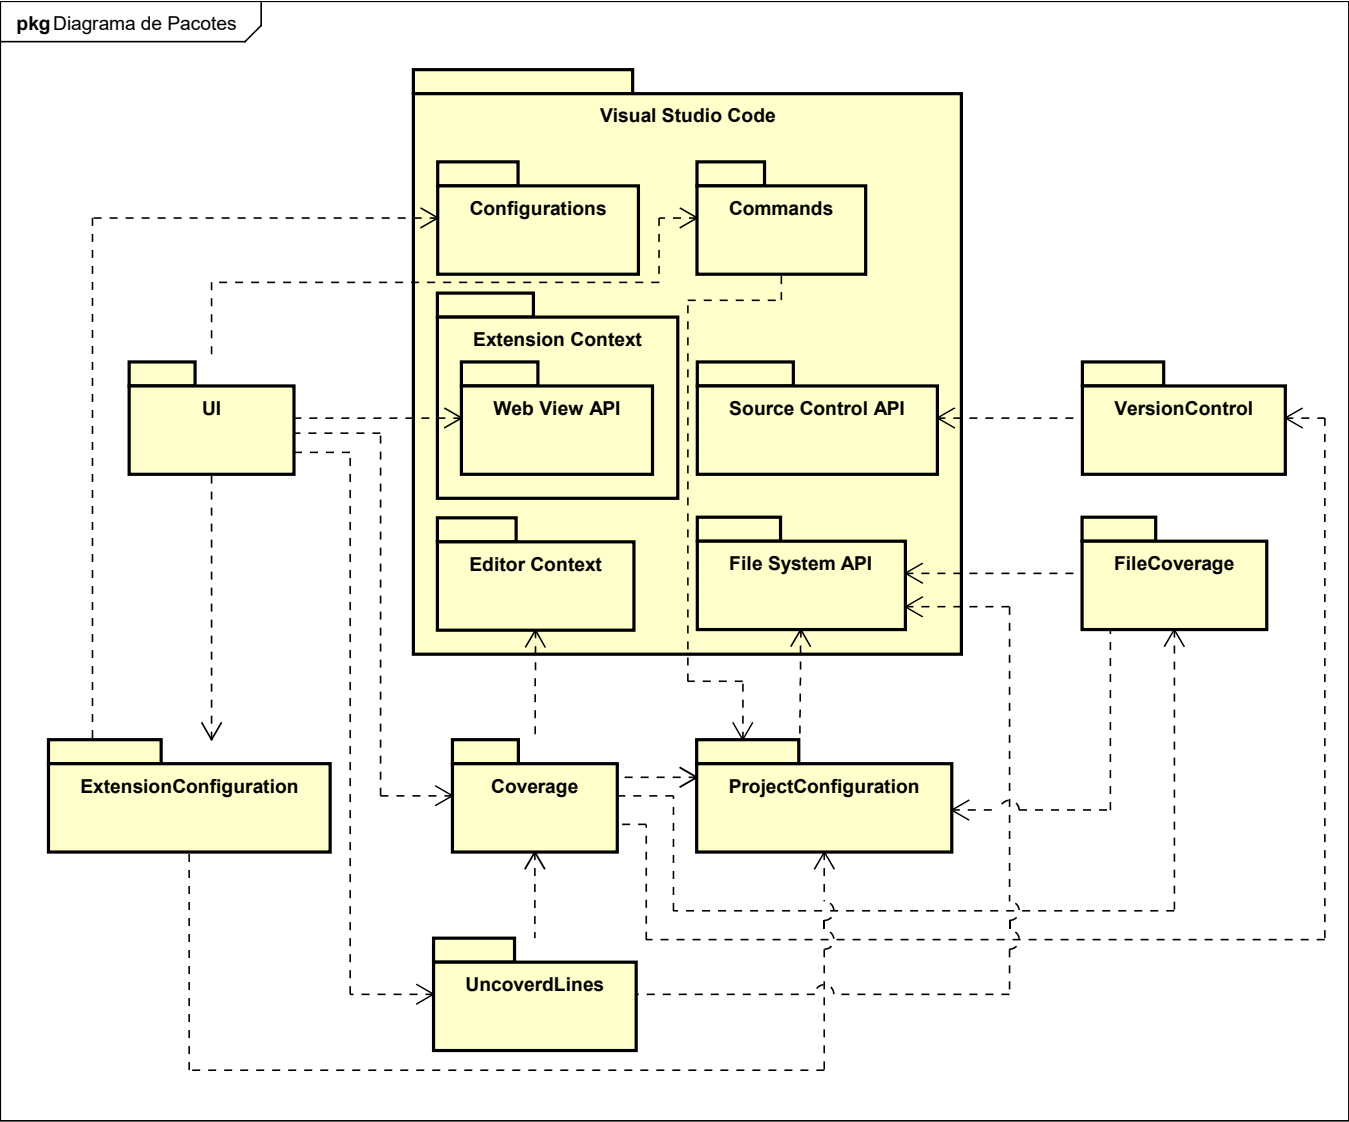 pkg Diagrama de Pacotes
Visual Studio Code
Configurations
Commands
Extension Context
UI
Web View API
Source Control API
VersionControl
Editor Context
File System API
FileCoverage
ExtensionConfiguration
Coverage
ProjectConfiguration
UncoverdLines